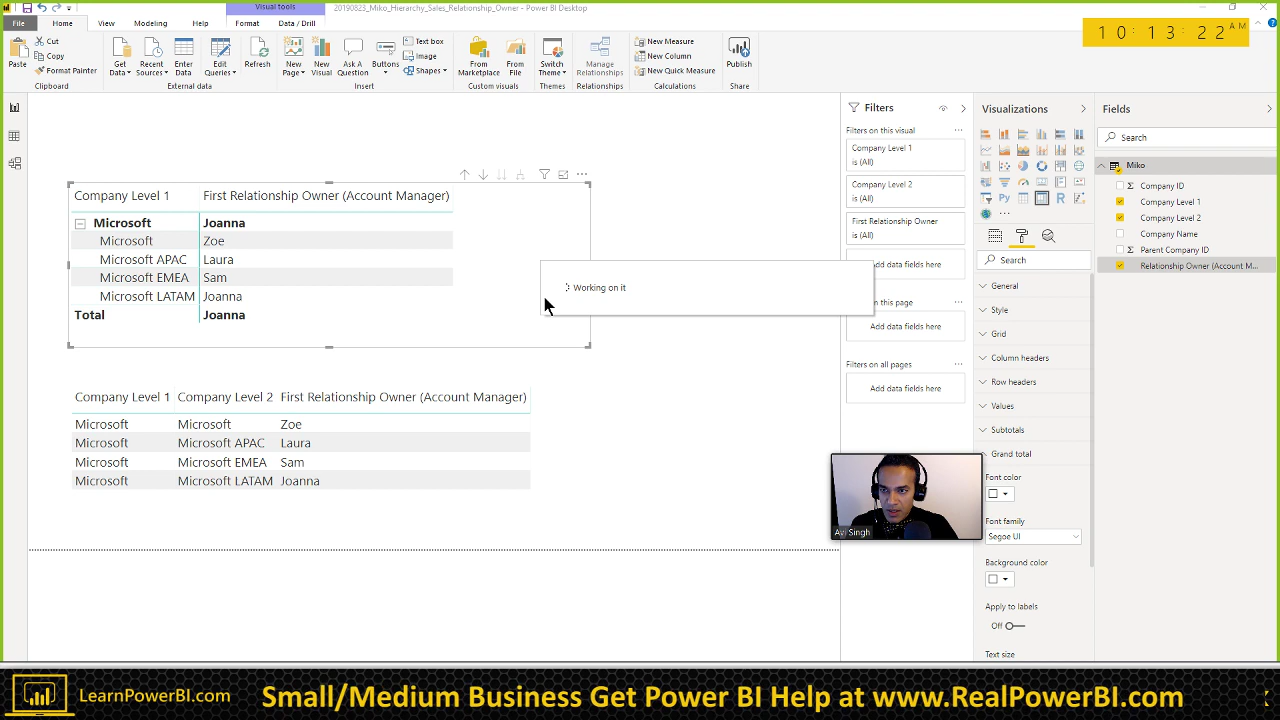 Visual tools
20190823_Miko_Hierarchy_Sales_Relationship_Owner - Power BI Desktop
File
Home
View
Modeling
Help
Format
Data / Drill
10:13:22 AM
Cut
Copy
Format Painter
Paste
Get Data
Recent Sources
Enter Data
Edit Queries
Refresh
New Page
New Visual
Ask A Question
Buttons
Text box
Image
Shapes
From Marketplace
From File
Switch Theme
Manage Relationships
New Measure
New Column
New Quick Measure
Publish
Clipboard
External data
Insert
Custom visuals
Themes
Relationships
Calculations
Share
Company Level 1 First Relationship Owner (Account Manager)
Microsoft Joanna
Microsoft Zoe
Microsoft APAC Laura
Microsoft EMEA Sam
Microsoft LATAM Joanna
Total Joanna
Working on it
Company Level 1 Company Level 2 First Relationship Owner (Account Manager)
Microsoft Microsoft Zoe
Microsoft Microsoft APAC Laura
Microsoft Microsoft EMEA Sam
Microsoft Microsoft LATAM Joanna
Filters
Filters on this visual
...
Company Level 1
is (All)
Company Level 2
is (All)
First Relationship Owner
is (All)
add data fields here
on this page
...
Add data fields here
Filters on all pages
...
Add data fields here
Avi Singh
Visualizations
Py
R
...
Search
General
Style
Grid
Column headers
Row headers
Values
Subtotals
Grand total
Font color
Font family
Segoe UI
Background color
Apply to labels
Off
Text size
Fields
Search
Miko
Σ Company ID
Company Level 1
Company Level 2
Company Name
Σ Parent Company ID
Relationship Owner (Account M...
LearnPowerBI.com
Small/Medium Business Get Power BI Help at www.RealPowerBI.com